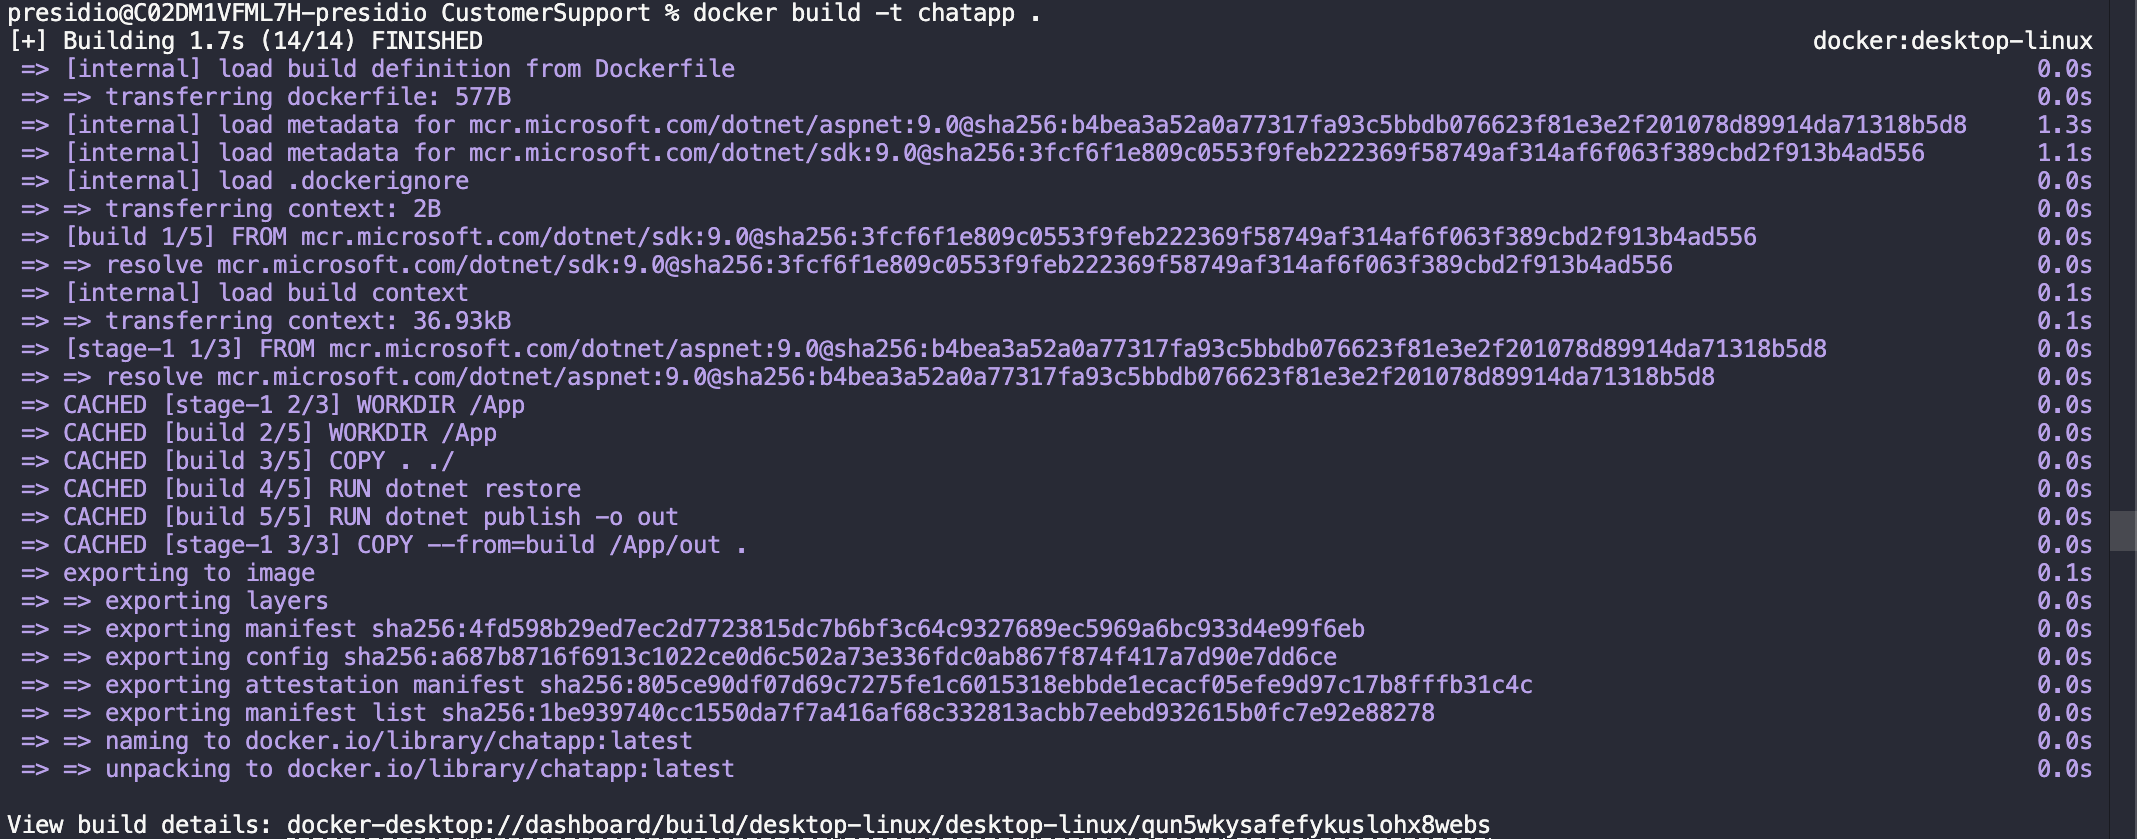 presidio@C02DM1VFML7H-presidio CustomerSupport % docker build -t chatapp .
[+] Building 1.7s (14/14) FINISHED docker:desktop-linux
=> [internal] load build definition from Dockerfile 0.0s
=> => transferring dockerfile: 577B 0.0s
=> [internal] load metadata for mcr.microsoft.com/dotnet/aspnet:9.0@sha256:b4bea3a52a0a77317fa93c5bbdb076623f81e3e2f201078d89914da71318b5d8 1.3s
=> [internal] load metadata for mcr.microsoft.com/dotnet/sdk:9.0@sha256:3fcf6f1e809c0553f9feb222369f58749af314af6f063f389cbd2f913b4ad556 1.1s
=> [internal] load .dockerignore 0.0s
=> => transferring context: 2B 0.0s
=> [build 1/5] FROM mcr.microsoft.com/dotnet/sdk:9.0@sha256:3fcf6f1e809c0553f9feb222369f58749af314af6f063f389cbd2f913b4ad556 0.0s
=> => resolve mcr.microsoft.com/dotnet/sdk:9.0@sha256:3fcf6f1e809c0553f9feb222369f58749af314af6f063f389cbd2f913b4ad556 0.0s
=> [internal] load build context 0.1s
=> => transferring context: 36.93kB 0.1s
=> [stage-1 1/3] FROM mcr.microsoft.com/dotnet/aspnet:9.0@sha256:b4bea3a52a0a77317fa93c5bbdb076623f81e3e2f201078d89914da71318b5d8 0.0s
=> => resolve mcr.microsoft.com/dotnet/aspnet:9.0@sha256:b4bea3a52a0a77317fa93c5bbdb076623f81e3e2f201078d89914da71318b5d8 0.0s
=> CACHED [stage-1 2/3] WORKDIR /App 0.0s
=> CACHED [build 2/5] WORKDIR /App 0.0s
=> CACHED [build 3/5] COPY . ./ 0.0s
=> CACHED [build 4/5] RUN dotnet restore 0.0s
=> CACHED [build 5/5] RUN dotnet publish -o out 0.0s
=> CACHED [stage-1 3/3] COPY --from=build /App/out . 0.0s
=> exporting to image 0.1s
=> => exporting layers 0.0s
=> => exporting manifest sha256:4fd598b29ed7ec2d7723815dc7b6bf3c64c9327689ec5969a6bc933d4e99f6eb 0.0s
=> => exporting config sha256:a687b8716f6913c1022ce0d6c502a73e336fdc0ab867f874f417a7d90e7dd6ce 0.0s
=> => exporting attestation manifest sha256:805ce90df07d69c7275fe1c6015318ebbde1ecacf05efe9d97c17b8fffb31c4c 0.0s
=> => exporting manifest list sha256:1be939740cc1550da7f7a416af68c332813acbb7eebd932615b0fc7e92e88278 0.0s
=> => naming to docker.io/library/chatapp:latest 0.0s
=> => unpacking to docker.io/library/chatapp:latest 0.0s
View build details: docker-desktop://dashboard/build/desktop-linux/desktop-linux/qun5wkysafefykuslohx8webs